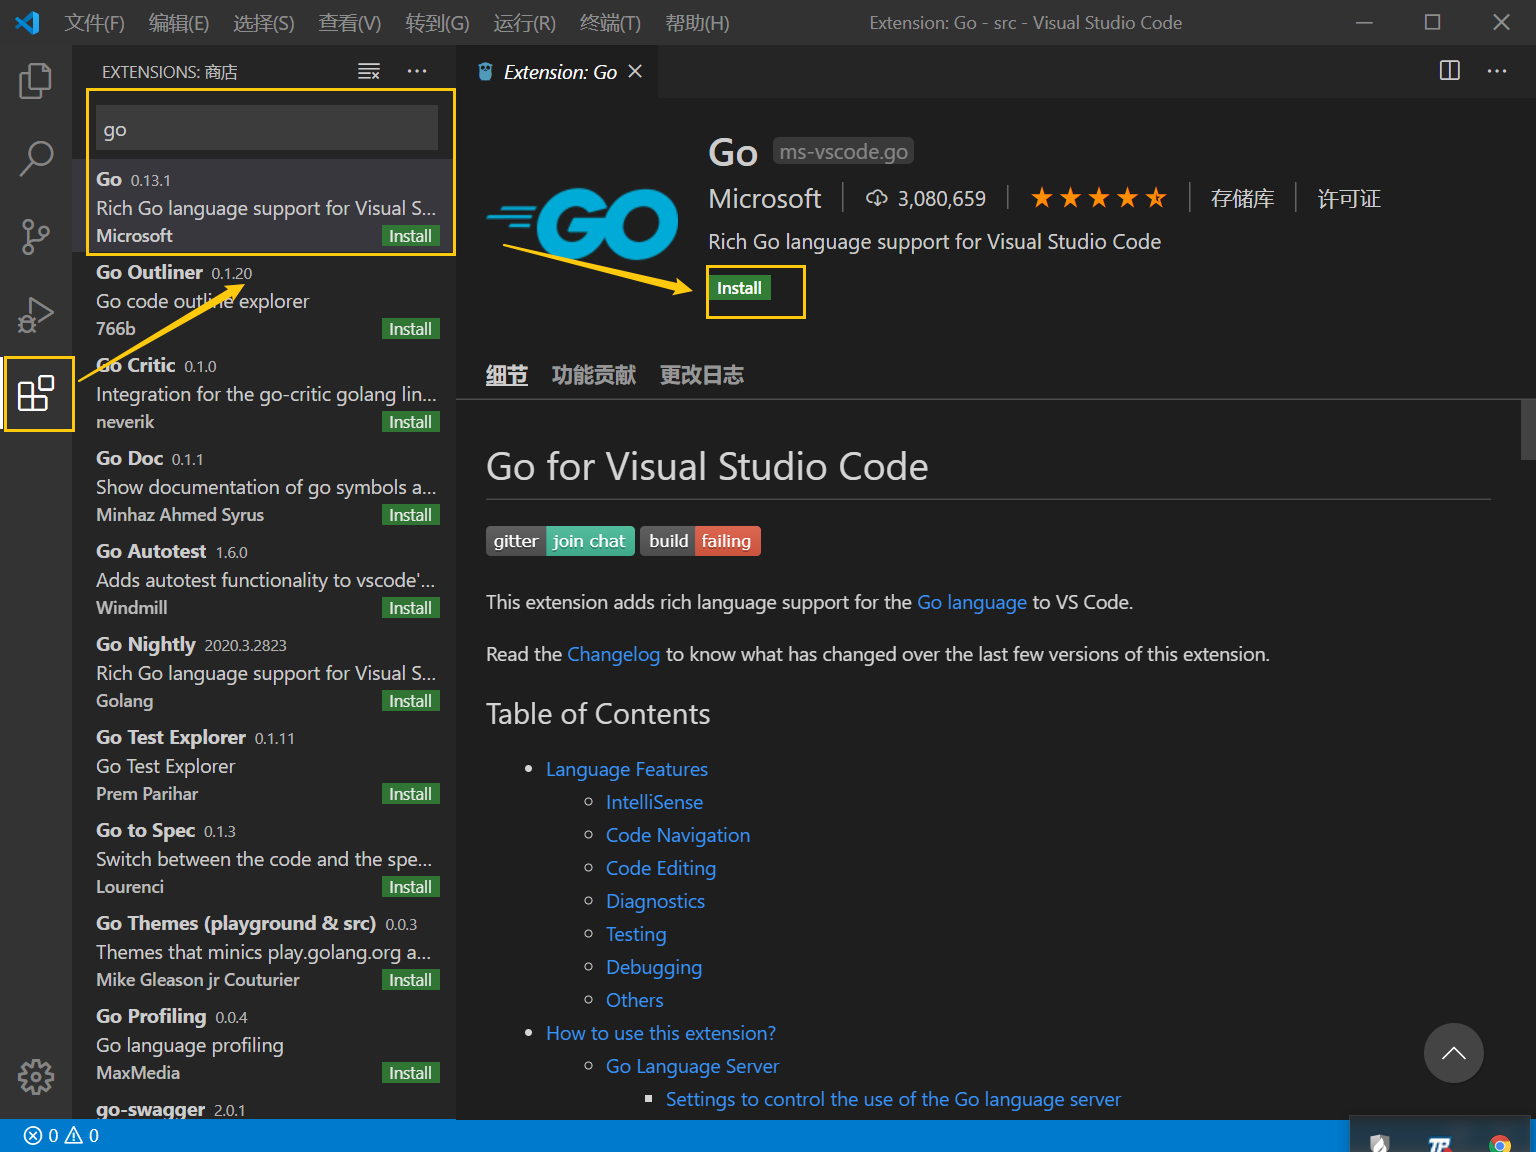 文件(F) 编辑(E) 选择(S) 查看(V) 转到(G) 运行(R) 终端(T) 帮助(H) Extension: Go - src - Visual Studio Code
EXTENSIONS: 商店
Extension: Go
go
Go 0.13.1
Rich Go language support for Visual S...
Microsoft Install
Go Outliner 0.1.20
Go code outline explorer
766b Install
Go Critic 0.1.0
Integration for the go-critic golang lin...
neverik Install
Go Doc 0.1.1
Show documentation of go symbols a...
Minhaz Ahmed Syrus Install
Go Autotest 1.6.0
Adds autotest functionality to vscode'...
Windmill Install
Go Nightly 2020.3.2823
Rich Go language support for Visual S...
Golang Install
Go Test Explorer 0.1.11
Go Test Explorer
Prem Parihar Install
Go to Spec 0.1.3
Switch between the code and the spe...
Lourenci Install
Go Themes (playground & src) 0.0.3
Themes that minics play.golang.org a...
Mike Gleason jr Couturier Install
Go Profiling 0.0.4
Go language profiling
MaxMedia Install
go-swagger 2.0.1
GO
Go ms-vscode.go
Microsoft 3,080,659 存储库 许可证
Rich Go language support for Visual Studio Code
Install
细节 功能贡献 更改日志
Go for Visual Studio Code
gitter join chat build failing
This extension adds rich language support for the Go language to VS Code.
Read the Changelog to know what has changed over the last few versions of this extension.
Table of Contents
Language Features
IntelliSense
Code Navigation
Code Editing
Diagnostics
Testing
Debugging
Others
How to use this extension?
Go Language Server
Settings to control the use of the Go language server
0 0
TP